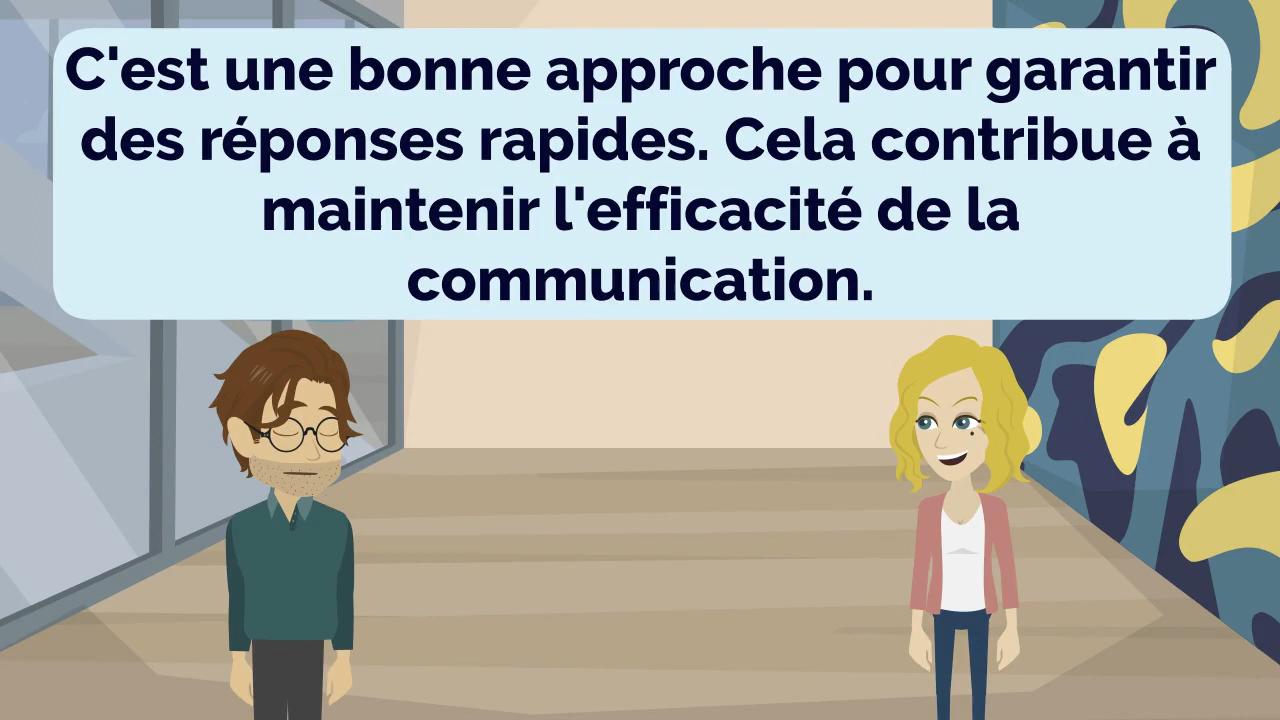 C'est une bonne approche pour garantir
des réponses rapides. Cela contribue à
maintenir l'efficacité de la
communication.